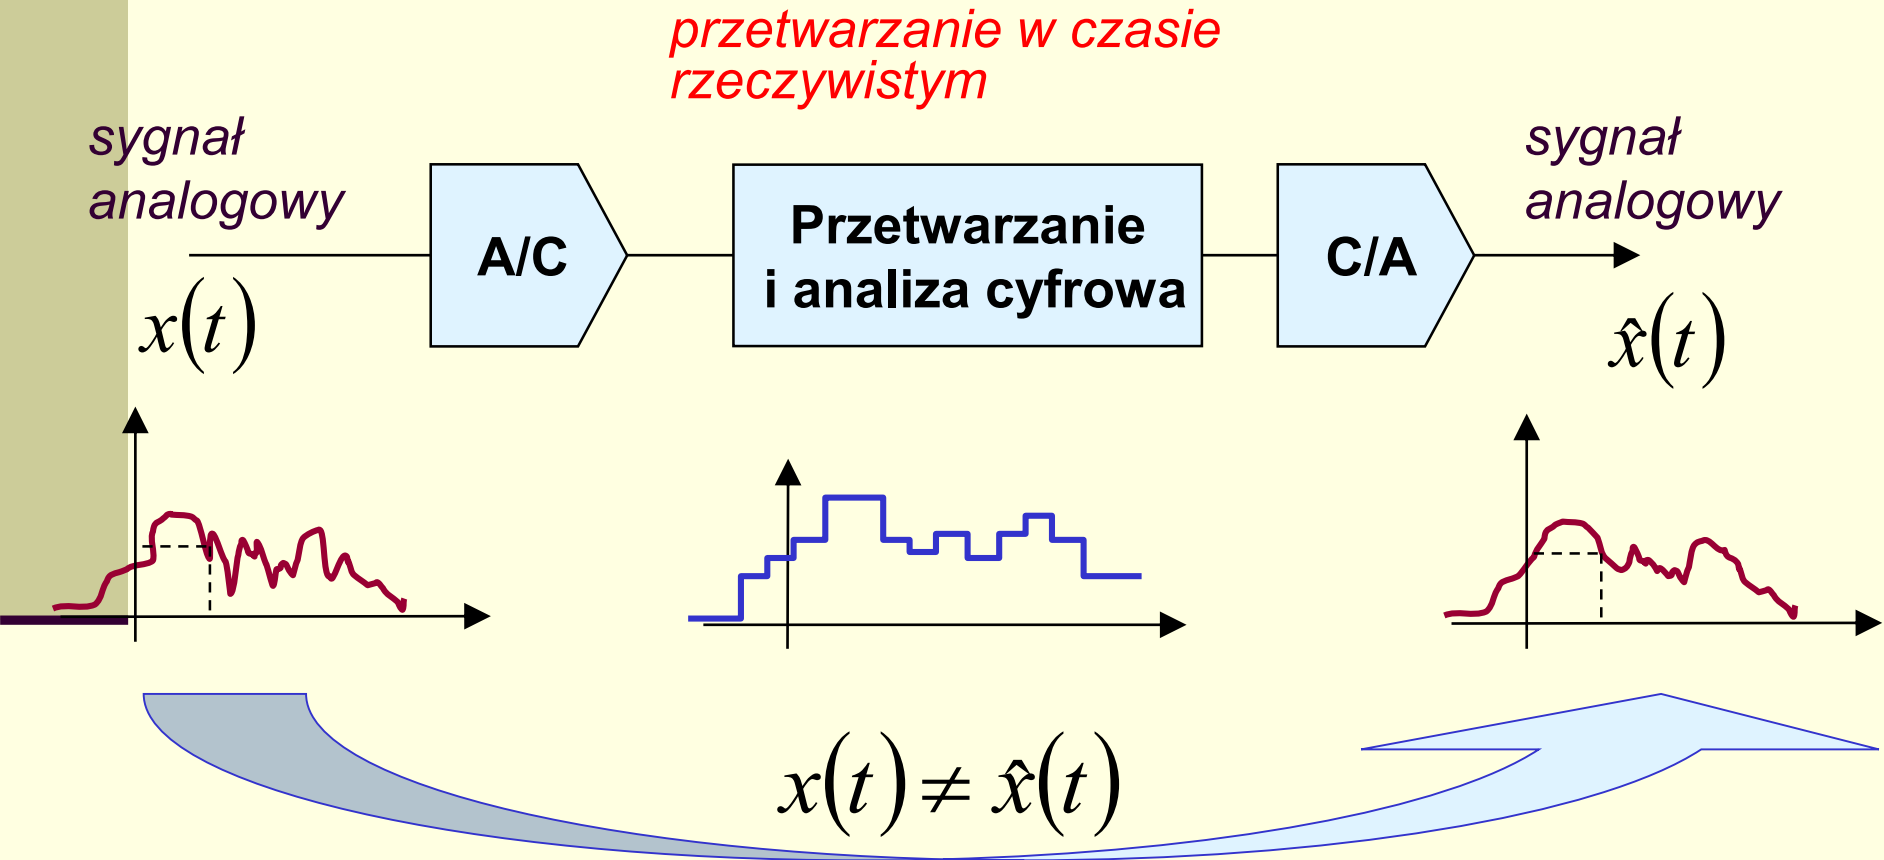 przetwarzanie w czasie
rzeczywistym
sygnał
analogowy
x(t)
A/C
Przetwarzanie
i analiza cyfrowa
C/A
sygnał
analogowy
x̂(t)
x(t) ≠ x̂(t)